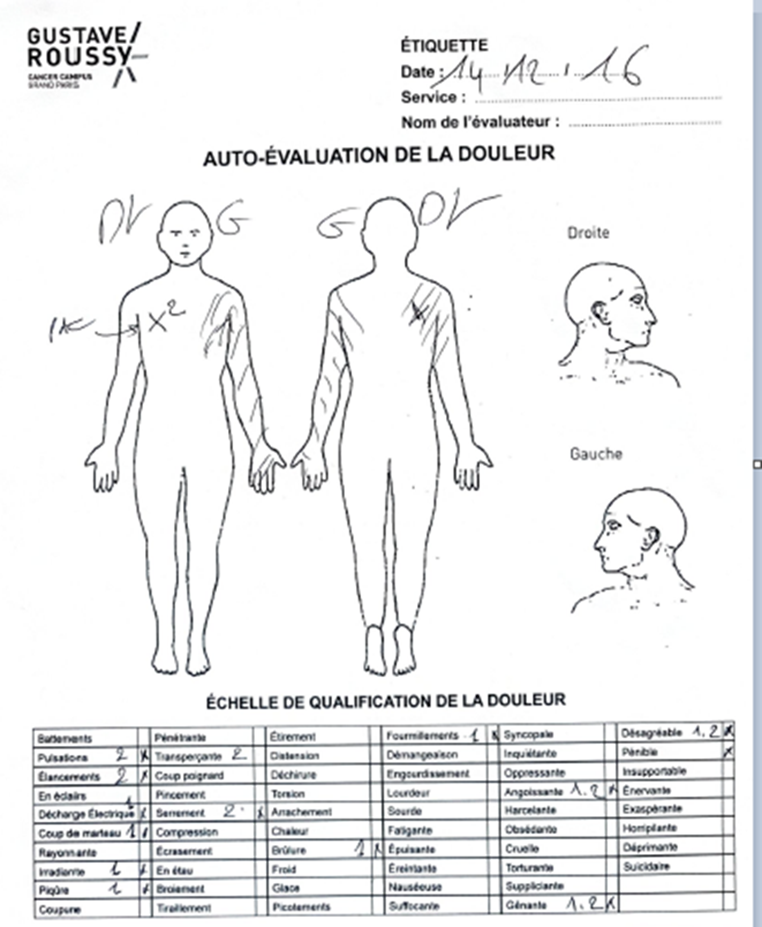 GUSTAVE/
ROUSSY
CANCER CAMPUS
GRAND PARIS
ÉTIQUETTE
Date : 14 12 16
Service :
Nom de l'évaluateur :
AUTO-ÉVALUATION DE LA DOULEUR
G G
Droite
X²
Gauche
ÉCHELLE DE QUALIFICATION DE LA DOULEUR
Battements Pénétrante Étirement Fourmillements 1 x Syncopale Désagréable 1.2 x
Pulsations 2 x Transperçante 2 Distension Démangeaison Inquiétante Pénible x
Élancements 2 x Coup poignard Déchirure Engourdissement Oppressante Insupportable
En éclairs Pincement Torsion Lourdeur Angoissante 1.2 x Énervante
Décharge Électrique 1 x Serrement 2 x Arrachement Sourde Harcelante Exaspérante
Coup de marteau 1 x Compression Chaleur Fatigante Obsédante Horripilante
Rayonnante Écrasement Brûlure 1 x Épuisante Cruelle Déprimante
Irradiante 1 x En étau Froid Éreintante Torturante Suicidaire
Piqûre 1 x Broiement Glace Nauséeuse Suppliciante
Coupure Tiraillement Picotements Suffocante Gênante 1.2 x